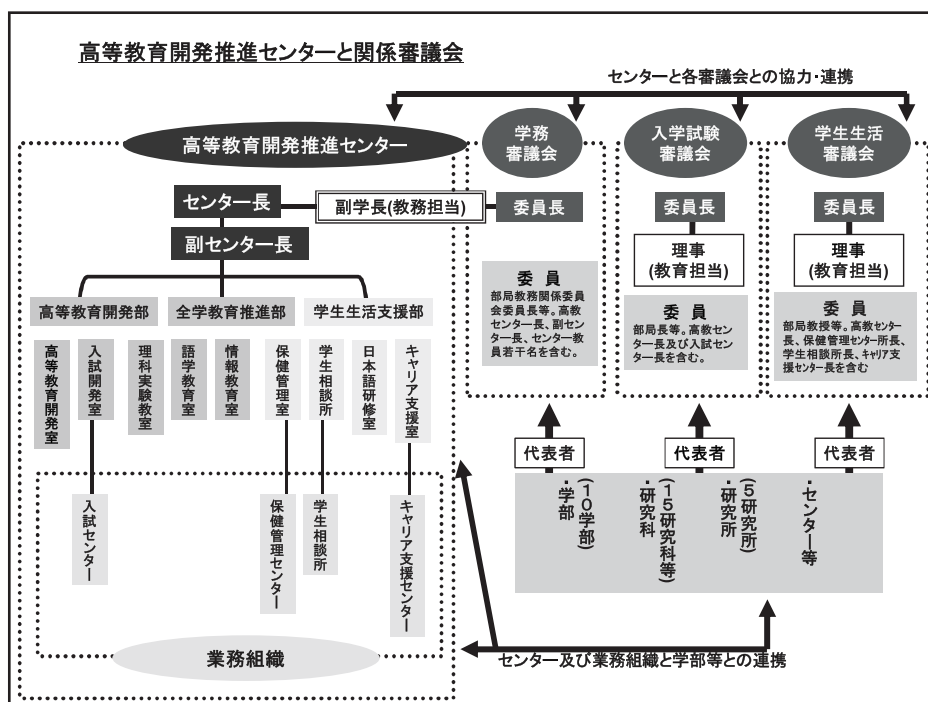 高等教育開発推進センターと関係審議会
センターと各審議会との協力・連携
高等教育開発推進センター
学務
審議会
入学試験
審議会
学生生活
審議会
センター長
副学長(教務担当)
委員長
委員長
委員長
副センター長
理事
(教育担当)
理事
(教育担当)
委 員
部局教務関係委員
会委員長等。高教
センター長、副セン
ター長、センター教
員若干名を含む。
委 員
部局長等。高教セン
ター長及び入試セン
ター長を含む。
委 員
部局教授等。高教センター
長、保健管理センター所長、
学生相談所長、キャリア支
援センター長を含む
高等教育開発部
全学教育推進部
学生生活支援部
高等教育開発室
入試開発室
理科実験教室
語学教育室
情報教育室
保健管理室
学生相談所
日本語研修室
キャリア支援室
代表者
代表者
代表者
・学部
(10学部)
・研究科
(15研究科等)
・研究所
(5研究所)
・センター等
入試センター
保健管理センター
学生相談所
キャリア支援センター
業務組織
センター及び業務組織と学部等との連携